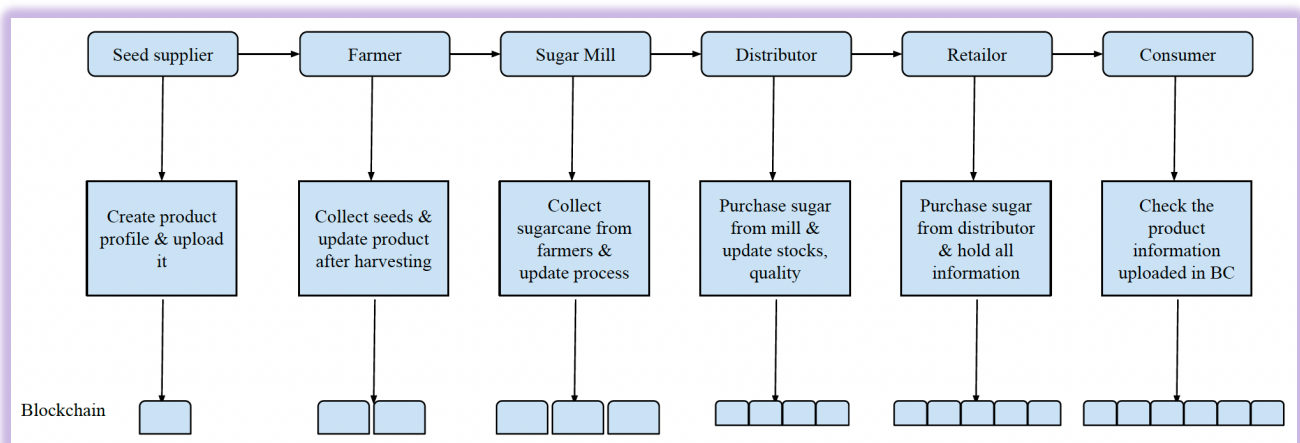 Seed supplier
Farmer
Sugar Mill
Distributor
Retailor
Consumer
Create product
profile & upload
it
Collect seeds &
update product
after harvesting
Collect
sugarcane from
farmers &
update process
Purchase sugar
from mill &
update stocks,
quality
Purchase sugar
from distributor
& hold all
information
Check the
product
information
uploaded in BC
Blockchain